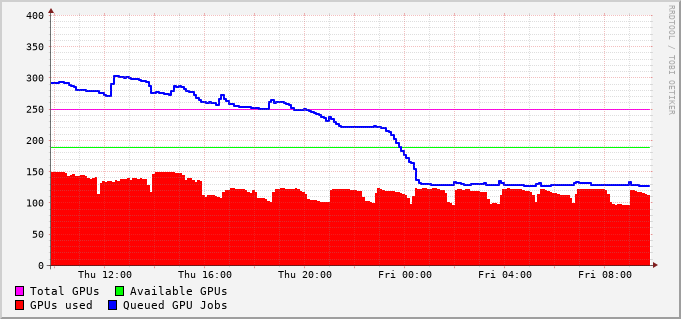 RRDTOOL / TOBI OETIKER
400
350
300
250
200
150
100
50
0
Thu 12:00 Thu 16:00 Thu 20:00 Fri 00:00 Fri 04:00 Fri 08:00
Total GPUs Available GPUs
GPUs used Queued GPU Jobs